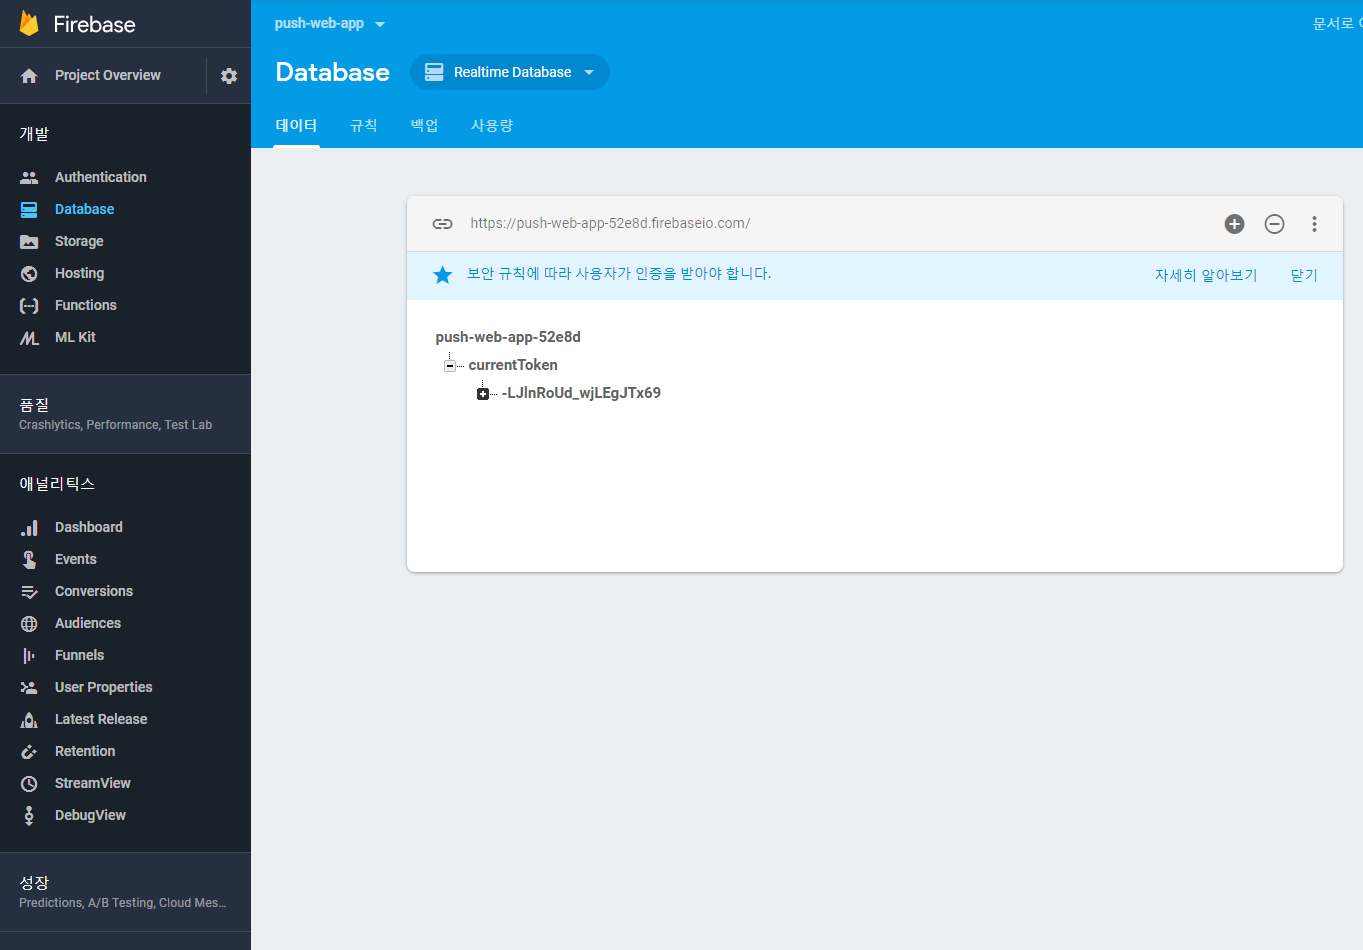 Firebase
Project Overview
개발
Authentication
Database
Storage
Hosting
Functions
ML Kit
품질
Crashlytics, Performance, Test Lab
애널리틱스
Dashboard
Events
Conversions
Audiences
Funnels
User Properties
Latest Release
Retention
StreamView
DebugView
성장
Predictions, A/B Testing, Cloud Mes...
push-web-app
문서로
Database
Realtime Database
데이터 규칙 백업 사용량
https://push-web-app-52e8d.firebaseio.com/
보안 규칙에 따라 사용자가 인증을 받아야 합니다. 자세히 알아보기 닫기
push-web-app-52e8d
currentToken
-LJlnRoUd_wjLEgJTx69